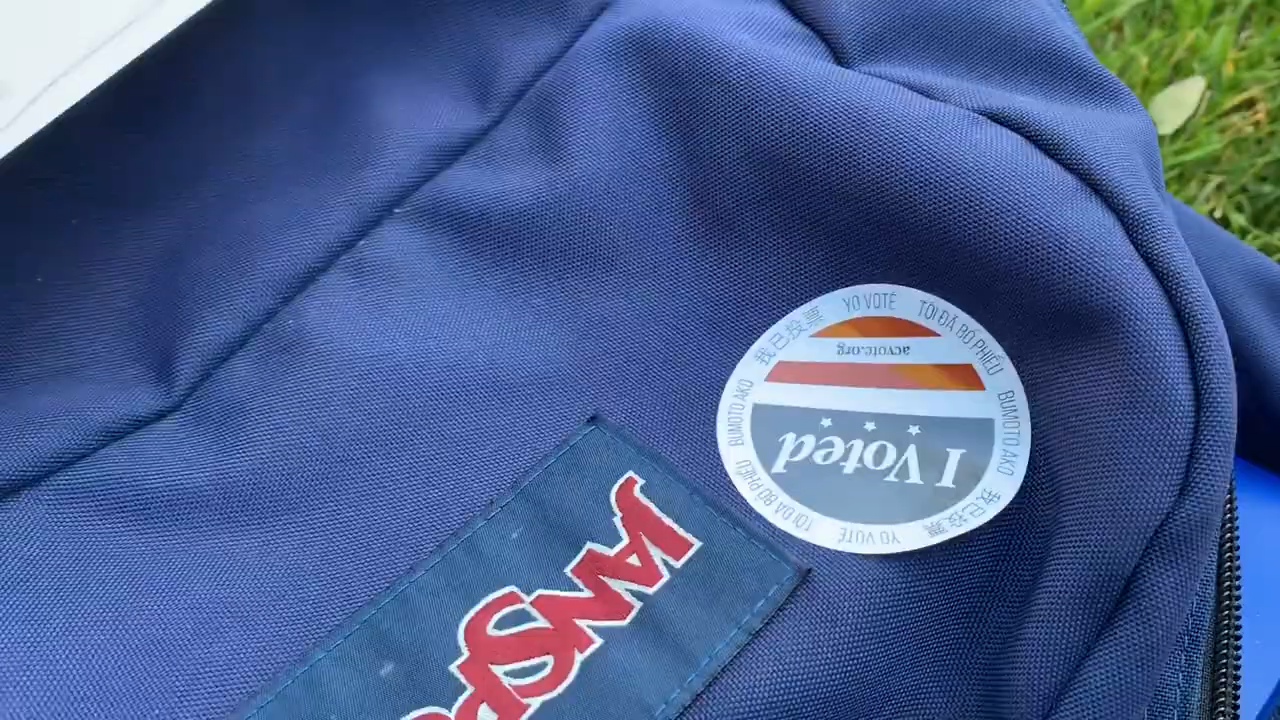 I Voted
acvote.org
YO VOTÉ
TÔI ĐÃ BỎ PHIẾU
BUMOTO AKO
我已投票
YO VOTÉ
TÔI ĐÃ BỎ PHIẾU
BUMOTO AKO
我已投票
JANSP